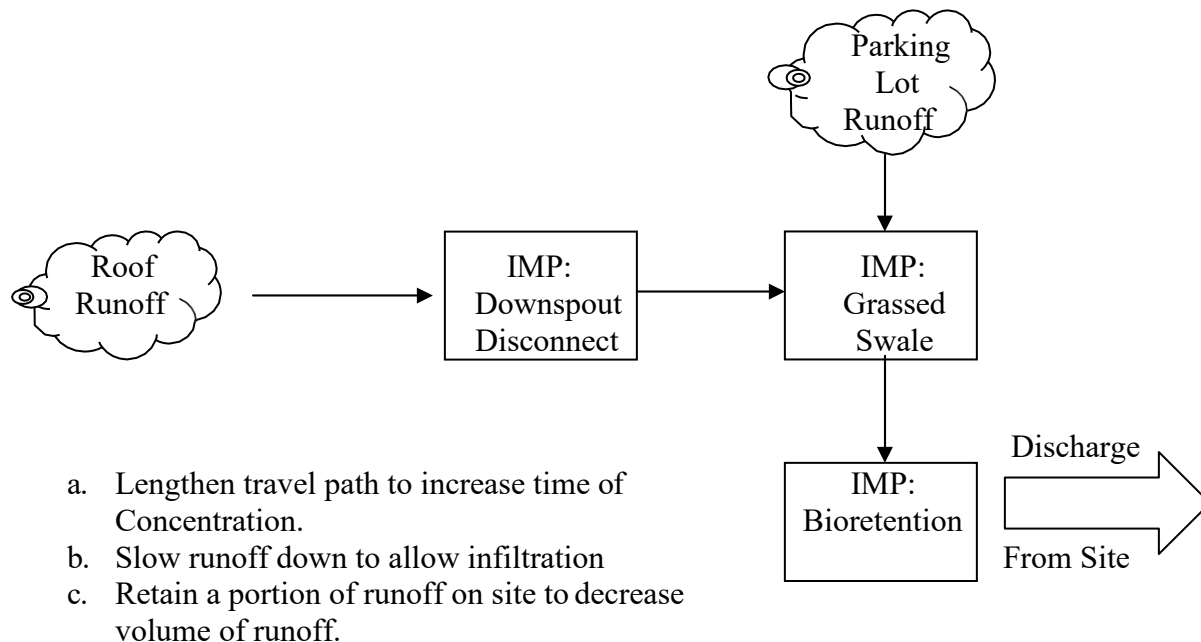 Parking
Lot
Runoff
Roof
Runoff
IMP:
Downspout
Disconnect
IMP:
Grassed
Swale
IMP:
Bioretention
Discharge
From Site
a. Lengthen travel path to increase time of
Concentration.
b. Slow runoff down to allow infiltration
c. Retain a portion of runoff on site to decrease
volume of runoff.